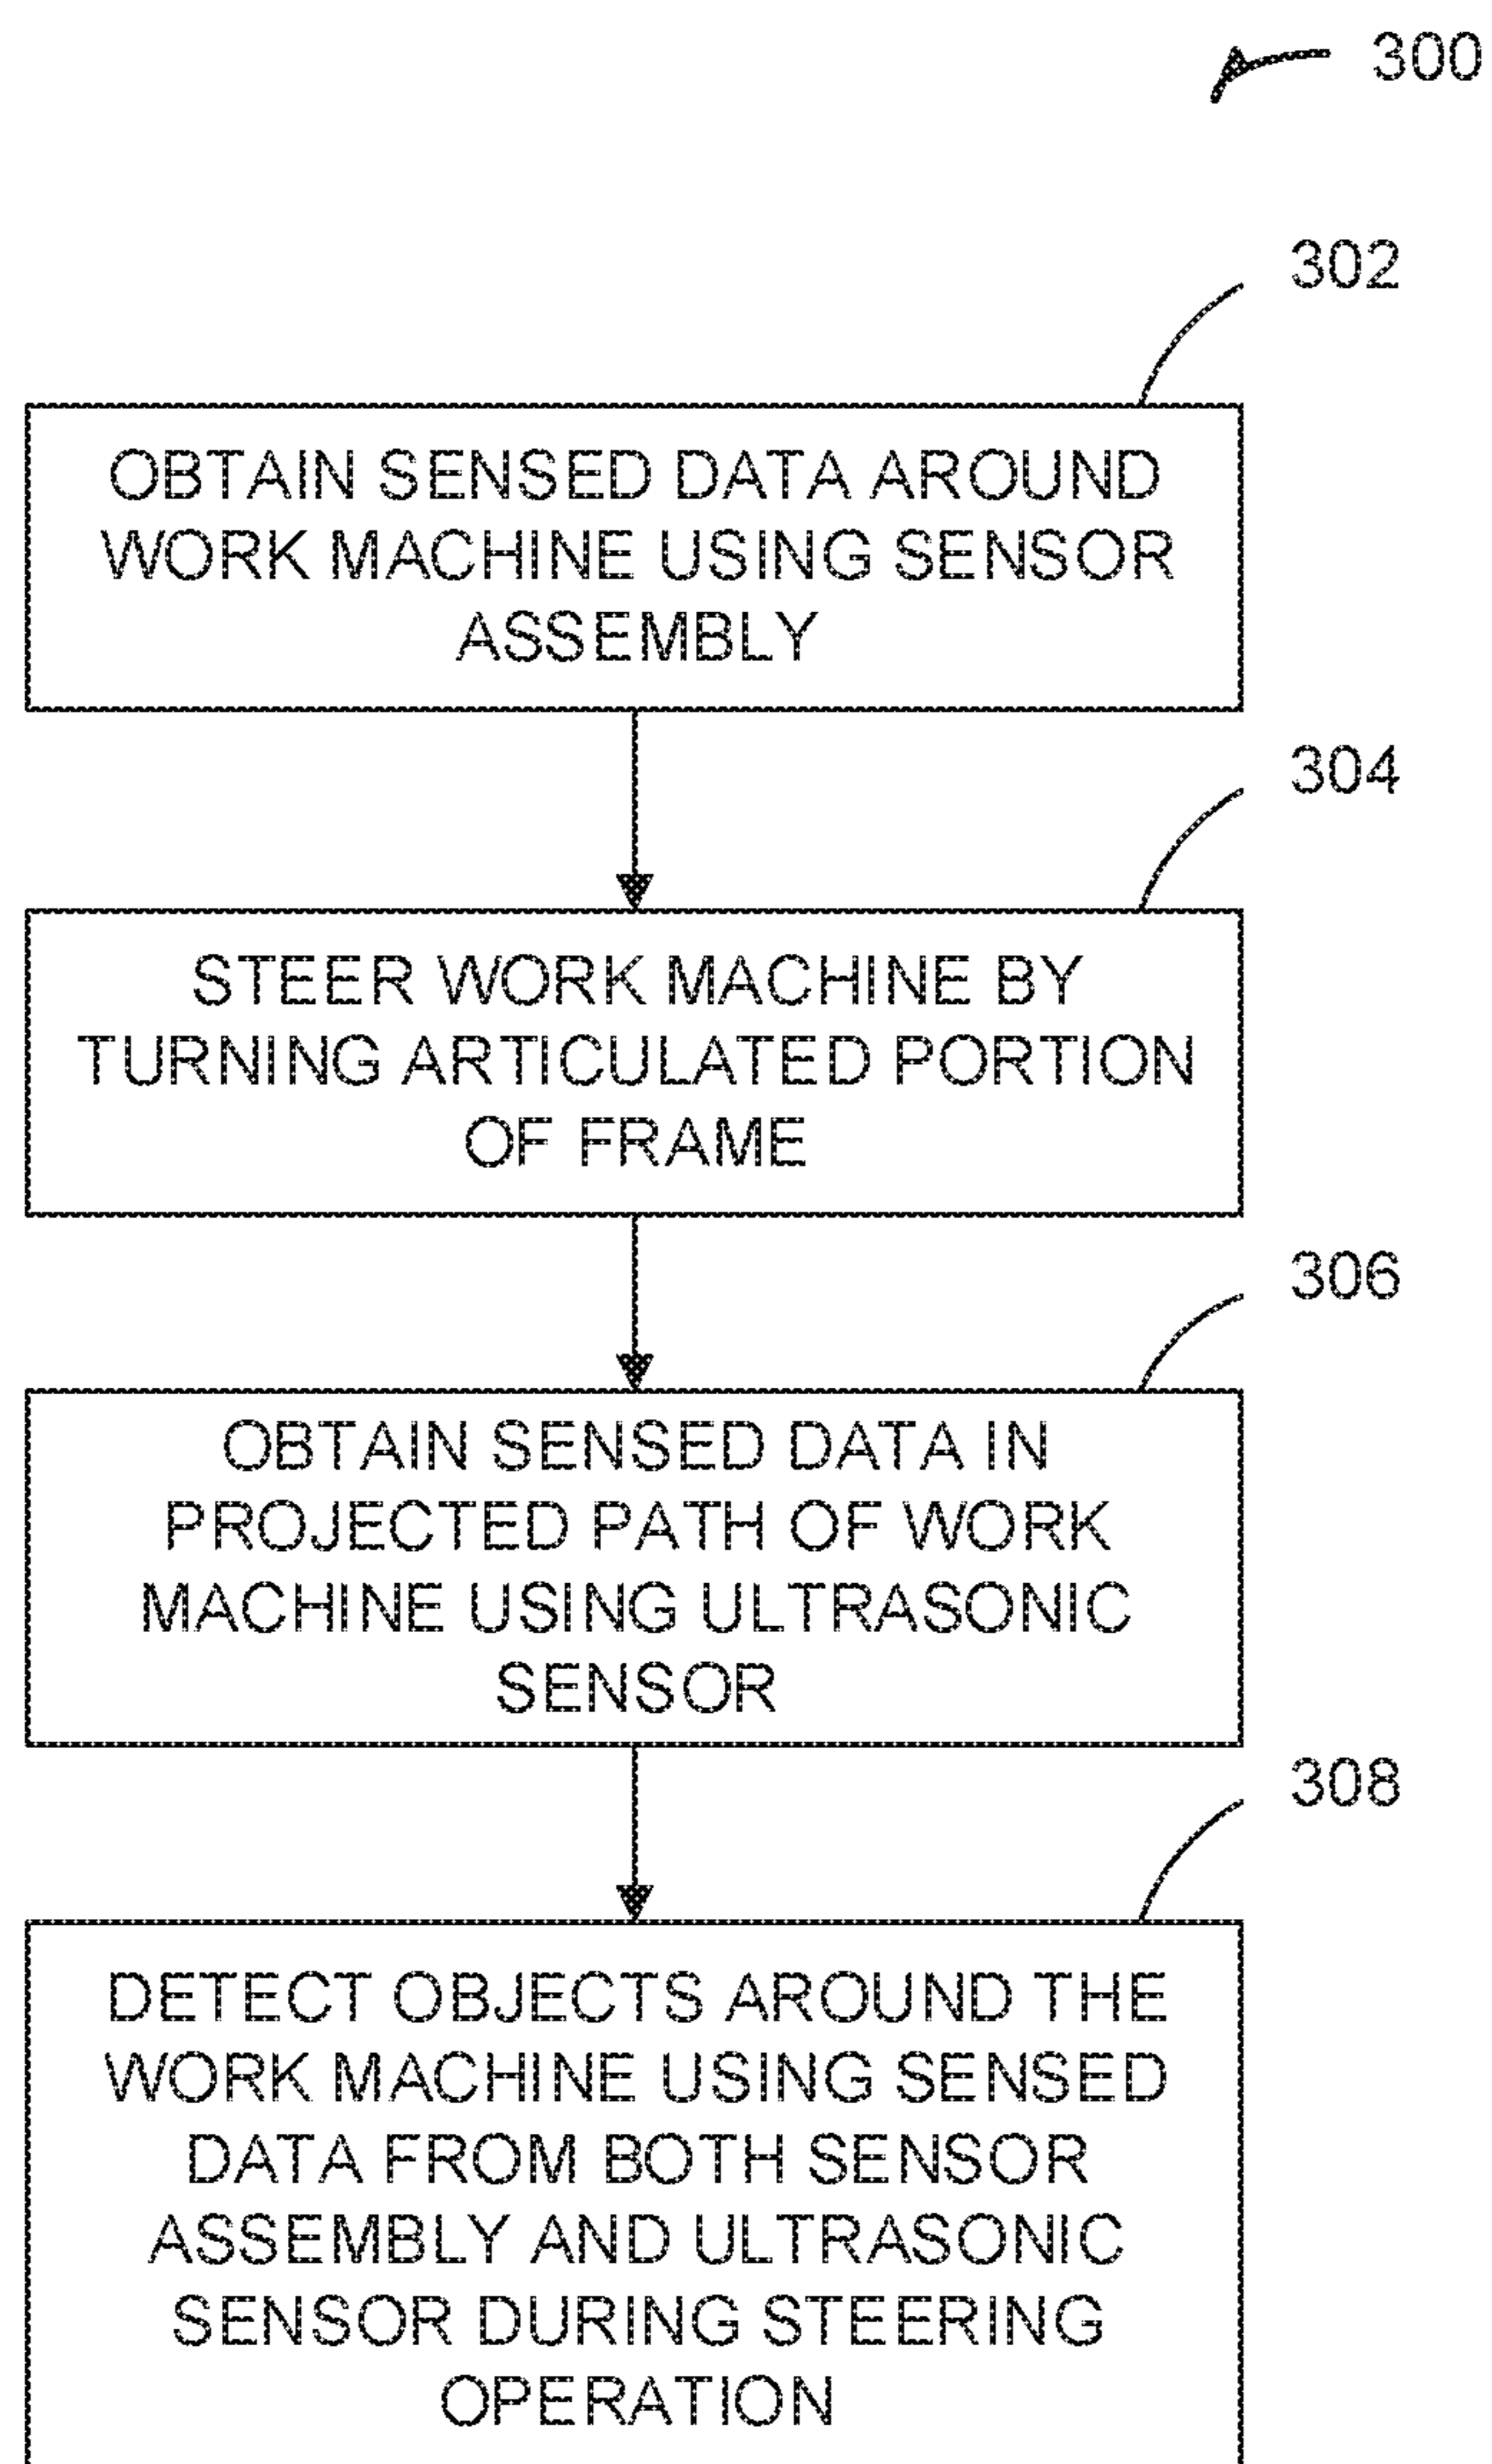 300
302
OBTAIN SENSED DATA AROUND
WORK MACHINE USING SENSOR
ASSEMBLY
304
STEER WORK MACHINE BY
TURNING ARTICULATED PORTION
OF FRAME
306
OBTAIN SENSED DATA IN
PROJECTED PATH OF WORK
MACHINE USING ULTRASONIC
SENSOR
308
DETECT OBJECTS AROUND THE
WORK MACHINE USING SENSED
DATA FROM BOTH SENSOR
ASSEMBLY AND ULTRASONIC
SENSOR DURING STEERING
OPERATION